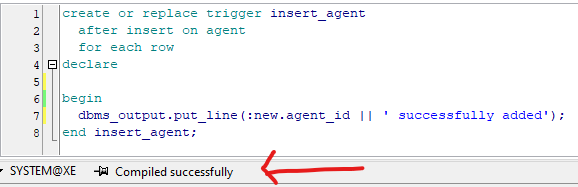 1 create or replace trigger insert_agent
2 after insert on agent
3 for each row
4 declare
5
6 begin
7 dbms_output.put_line(:new.agent_id || ' successfully added');
8 end insert_agent;
SYSTEM@XE Compiled successfully